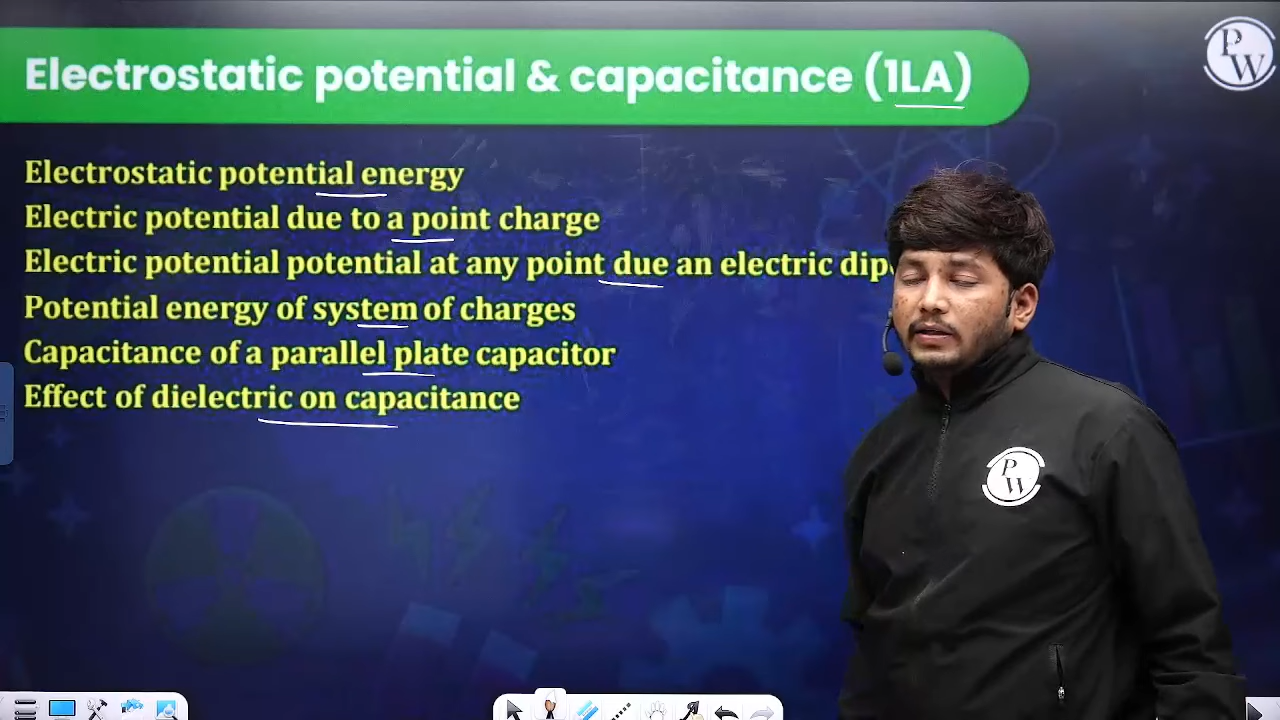 Electrostatic potential & capacitance (1LA)
PW
Electrostatic potential energy
Electric potential due to a point charge
Electric potential potential at any point due an electric
Potential energy of system of charges
Capacitance of a parallel plate capacitor
Effect of dielectric on capacitance
PW